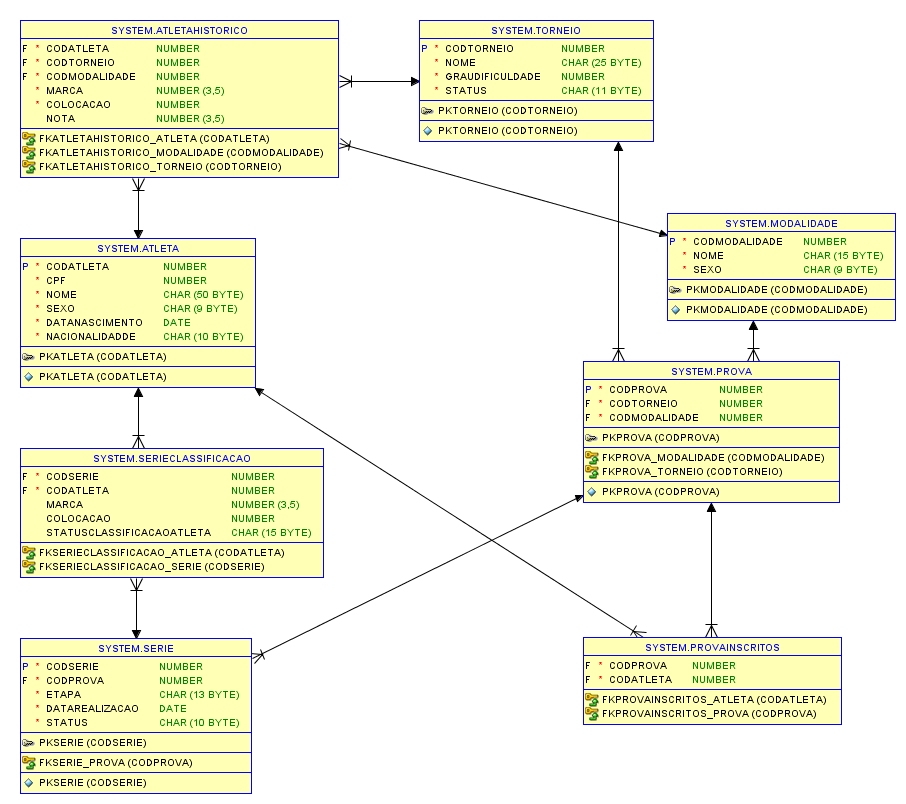 SYSTEM.ATLETAHISTORICO
F * CODATLETA NUMBER
F * CODTORNEIO NUMBER
F * CODMODALIDADE NUMBER
* MARCA NUMBER (3,5)
* COLOCACAO NUMBER
NOTA NUMBER (3,5)
FKATLETAHISTORICO_ATLETA (CODATLETA)
FKATLETAHISTORICO_MODALIDADE (CODMODALIDADE)
FKATLETAHISTORICO_TORNEIO (CODTORNEIO)
SYSTEM.TORNEIO
P * CODTORNEIO NUMBER
* NOME CHAR (25 BYTE)
* GRAUDIFICULDADE NUMBER
* STATUS CHAR (11 BYTE)
PKTORNEIO (CODTORNEIO)
PKTORNEIO (CODTORNEIO)
SYSTEM.MODALIDADE
P * CODMODALIDADE NUMBER
* NOME CHAR (15 BYTE)
* SEXO CHAR (9 BYTE)
PKMODALIDADE (CODMODALIDADE)
PKMODALIDADE (CODMODALIDADE)
SYSTEM.ATLETA
P * CODATLETA NUMBER
* CPF NUMBER
* NOME CHAR (50 BYTE)
* SEXO CHAR (9 BYTE)
* DATANASCIMENTO DATE
* NACIONALIDADDE CHAR (10 BYTE)
PKATLETA (CODATLETA)
PKATLETA (CODATLETA)
SYSTEM.PROVA
P * CODPROVA NUMBER
F * CODTORNEIO NUMBER
F * CODMODALIDADE NUMBER
PKPROVA (CODPROVA)
FKPROVA_MODALIDADE (CODMODALIDADE)
FKPROVA_TORNEIO (CODTORNEIO)
PKPROVA (CODPROVA)
SYSTEM.SERIECLASSIFICACAO
F * CODSERIE NUMBER
F * CODATLETA NUMBER
MARCA NUMBER (3,5)
COLOCACAO NUMBER
STATUSCLASSIFICACAOATLETA CHAR (15 BYTE)
FKSERIECLASSIFICACAO_ATLETA (CODATLETA)
FKSERIECLASSIFICACAO_SERIE (CODSERIE)
SYSTEM.SERIE
P * CODSERIE NUMBER
F * CODPROVA NUMBER
* ETAPA CHAR (13 BYTE)
* DATAREALIZACAO DATE
* STATUS CHAR (10 BYTE)
PKSERIE (CODSERIE)
FKSERIE_PROVA (CODPROVA)
PKSERIE (CODSERIE)
SYSTEM.PROVAINSCRITOS
F * CODPROVA NUMBER
F * CODATLETA NUMBER
FKPROVAINSCRITOS_ATLETA (CODATLETA)
FKPROVAINSCRITOS_PROVA (CODPROVA)